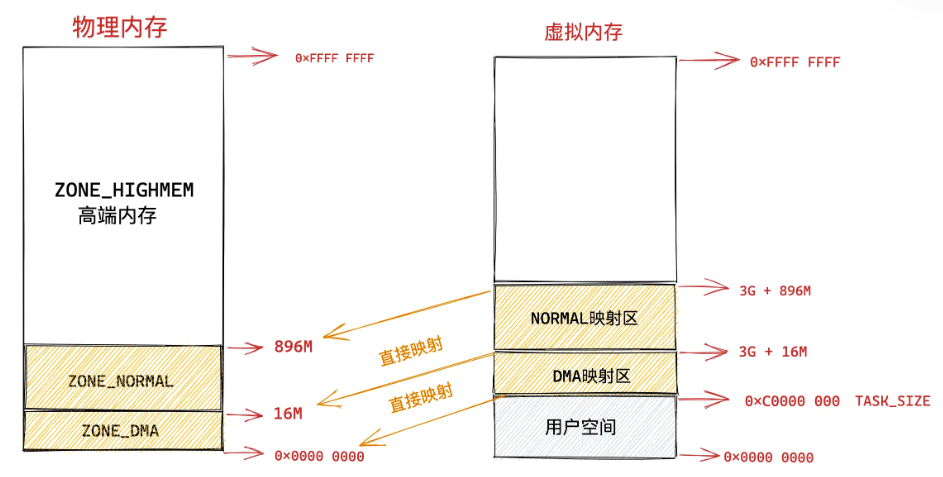 物理内存
0×FFFF FFFF
ZONE_HIGHMEM
高端内存
896M
ZONE_NORMAL
16M
ZONE_DMA
0×0000 0000
直接映射
直接映射
虚拟内存
0×FFFF FFFF
3G + 896M
NORMAL映射区
3G + 16M
DMA映射区
0×C0000 000 TASK_SIZE
用户空间
0×0000 0000